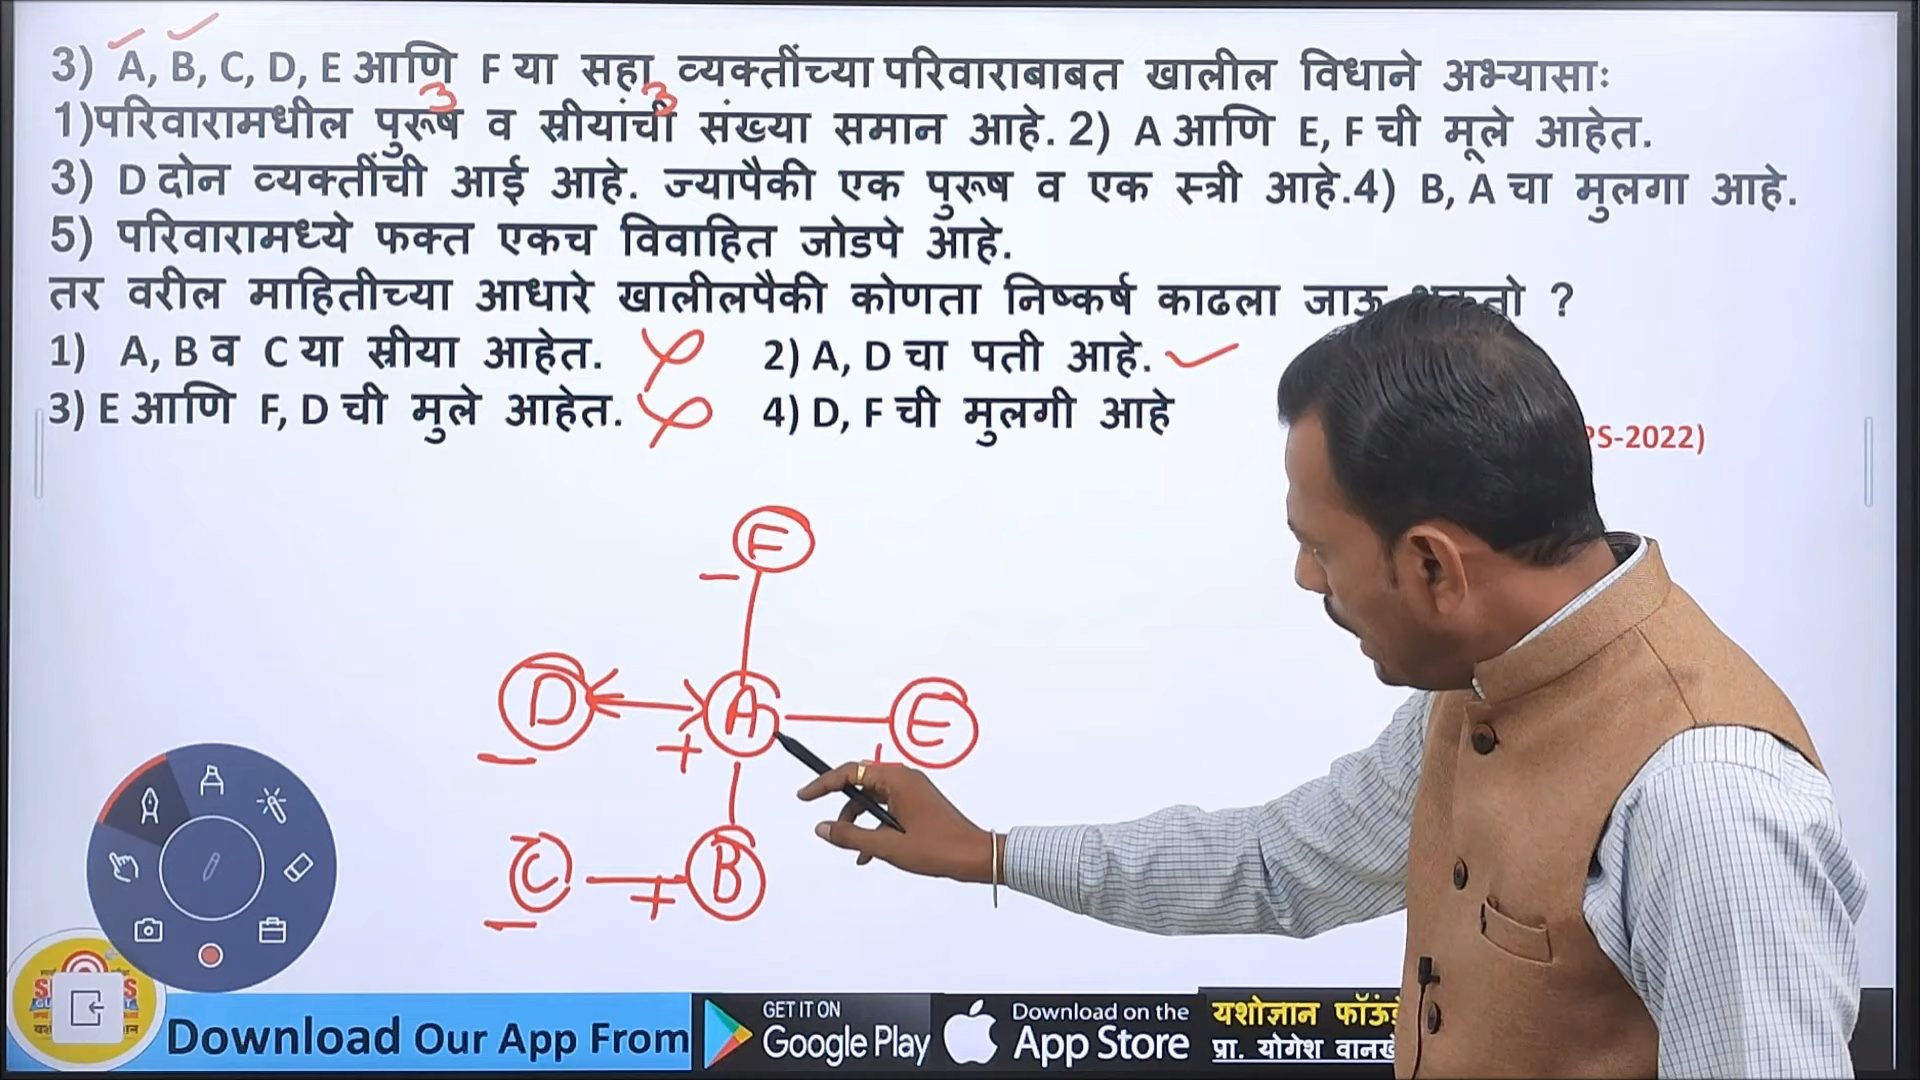 3) A, B, C, D, E आणि F या सहा व्यक्तींच्या परिवाराबाबत खालील विधाने अभ्यासाः
3 3
1)परिवारामधील पुरूष व स्रीयांची संख्या समान आहे. 2) A आणि E, F ची मूले आहेत.
3) D दोन व्यक्तींची आई आहे. ज्यापैकी एक पुरूष व एक स्त्री आहे.4) B, A चा मुलगा आहे.
5) परिवारामध्ये फक्त एकच विवाहित जोडपे आहे.
तर वरील माहितीच्या आधारे खालीलपैकी कोणता निष्कर्ष काढला जाऊ ?
1) A, B व C या स्रीया आहेत. 2) A, D चा पती आहे.
3) E आणि F, D ची मुले आहेत. 4) D, F ची मुलगी आहे
PS-2022)
F
−
D A E
− + +
C B
− +
Download Our App From
GET IT ON
Google Play
Download on the
App Store
यशोज्ञान
प्रा. योगेश